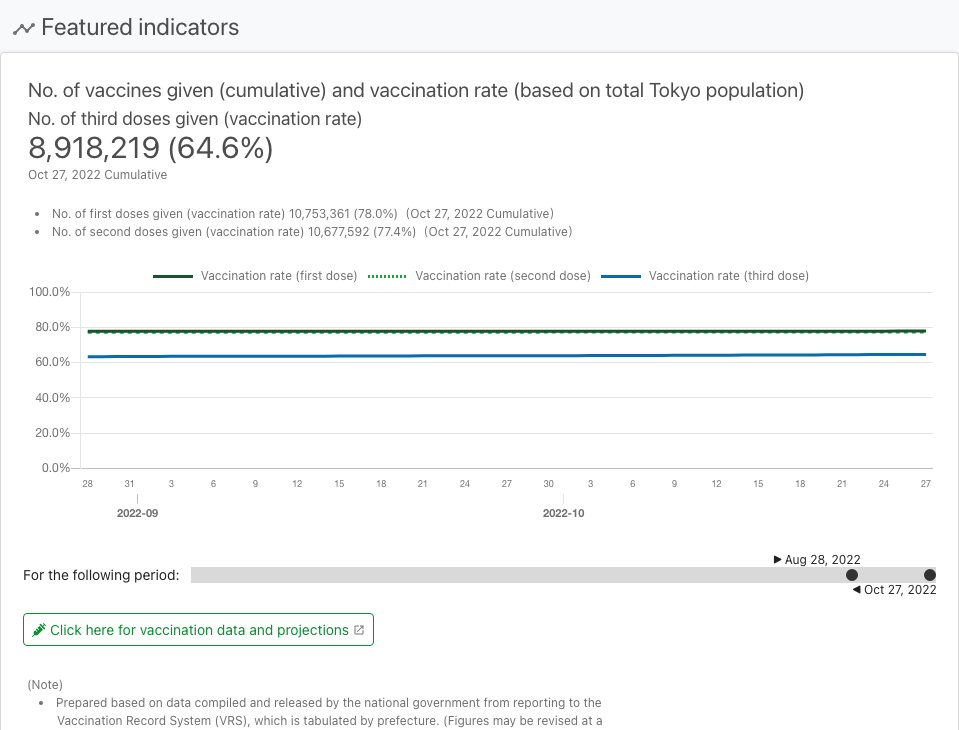 Featured indicators
No. of vaccines given (cumulative) and vaccination rate (based on total Tokyo population)
No. of third doses given (vaccination rate)
8,918,219 (64.6%)
Oct 27, 2022 Cumulative
• No. of first doses given (vaccination rate) 10,753,361 (78.0%) (Oct 27, 2022 Cumulative)
• No. of second doses given (vaccination rate) 10,677,592 (77.4%) (Oct 27, 2022 Cumulative)
Vaccination rate (first dose) Vaccination rate (second dose) Vaccination rate (third dose)
100.0%
80.0%
60.0%
40.0%
20.0%
0.0%
28 31 3 6 9 12 15 18 21 24 27 30 3 6 9 12 15 18 21 24 27
2022-09 2022-10
▶ Aug 28, 2022
For the following period:
◀ Oct 27, 2022
Click here for vaccination data and projections
(Note)
• Prepared based on data compiled and released by the national government from reporting to the
Vaccination Record System (VRS), which is tabulated by prefecture. (Figures may be revised at a